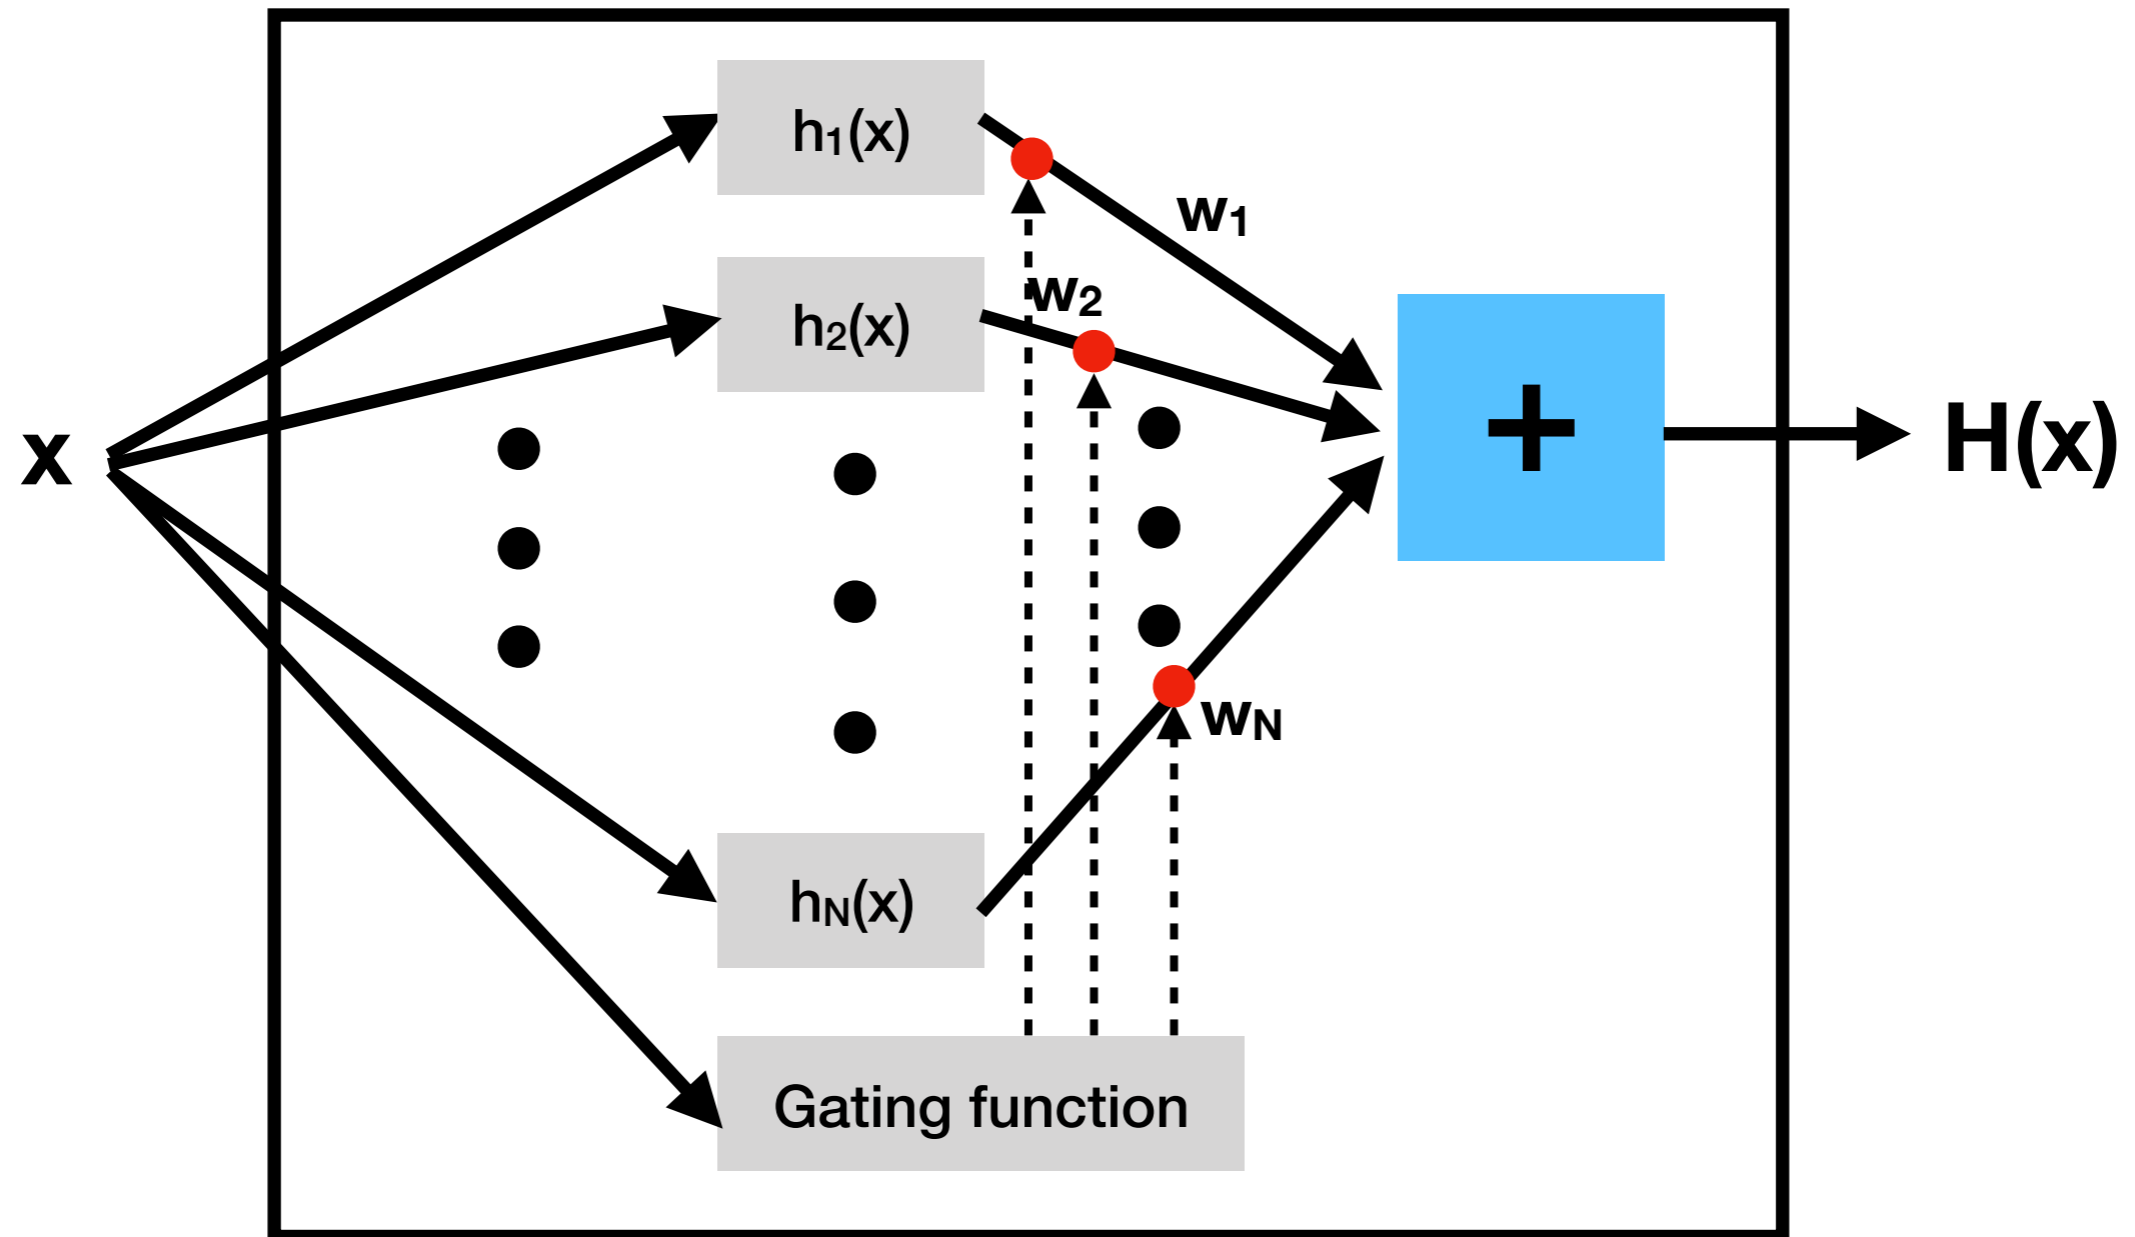 h₁(x)
w₁
w₂
h₂(x)
x
+
H(x)
wN
hN(x)
Gating function